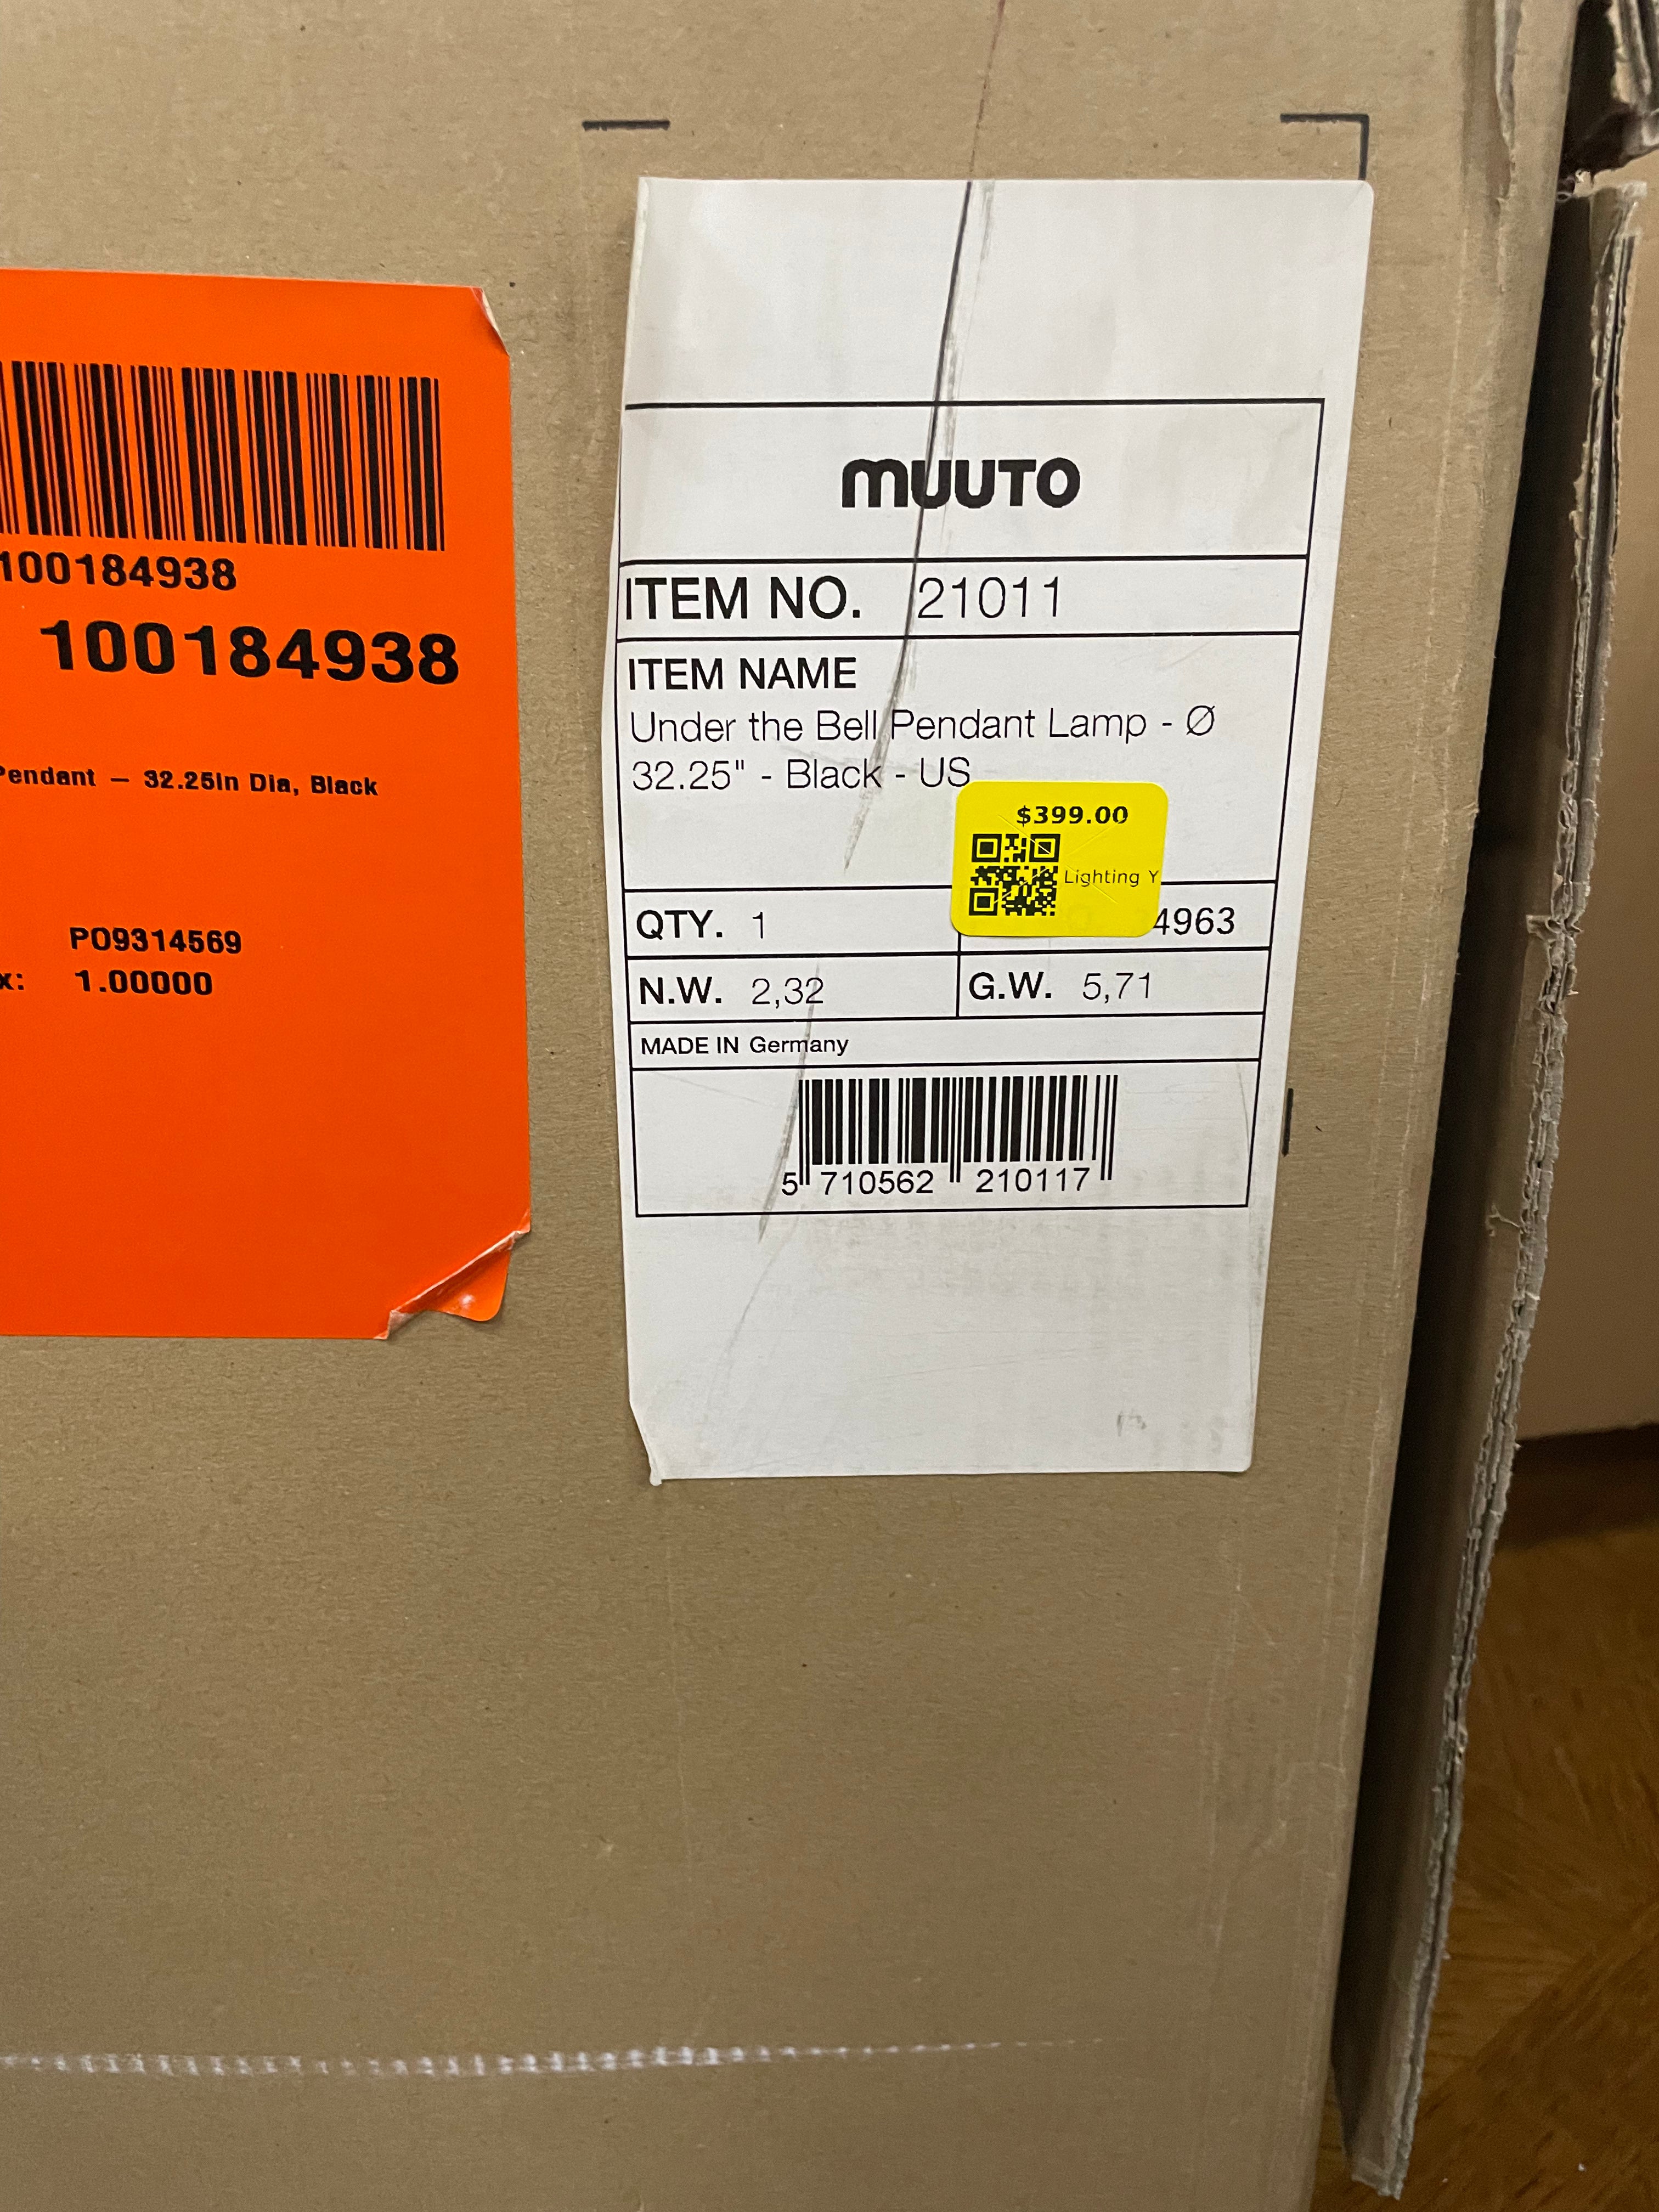 100184938
100184938
Pendant — 32.25in Dia, Black
PO9314569
x: 1.00000
muuto
ITEM NO. 21011
ITEM NAME
Under the Bell Pendant Lamp - Ø
32.25" - Black - US
$399.00
Lighting Y
QTY. 1
4963
N.W. 2,32 G.W. 5,71
MADE IN Germany
5 710562 210117